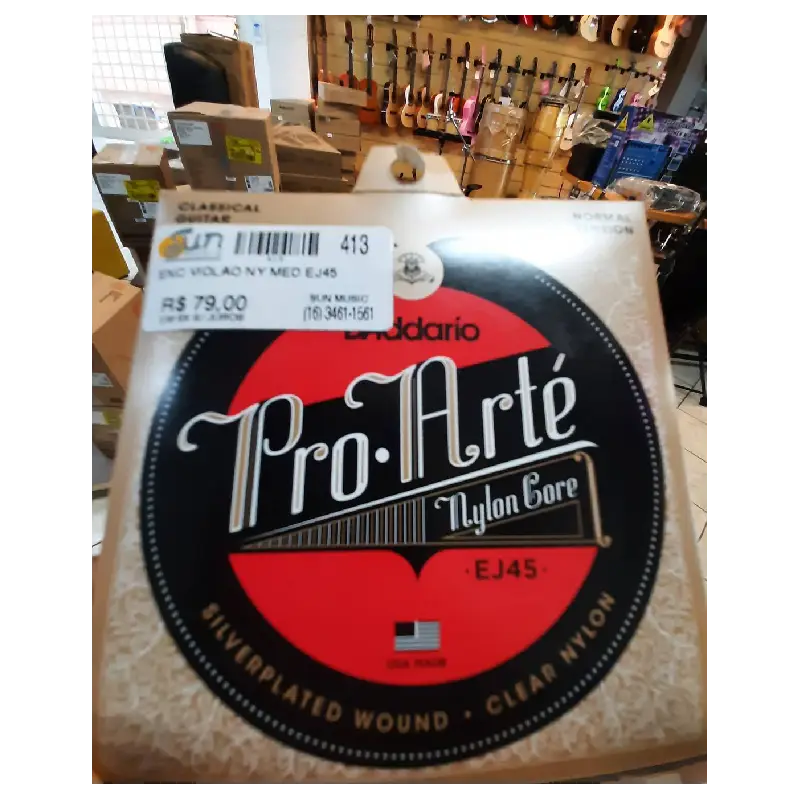 CLASSICAL
GUITAR
NORMAL
TENSION
Sun
413
ENC VIOLAO NY MED EJ45
R$ 79,00
SUN MUSIC
(16) 3461-1561
D'Addario
Pro·Arté
Nylon Core
·EJ45·
USA MADE
SILVERPLATED WOUND · CLEAR NYLON